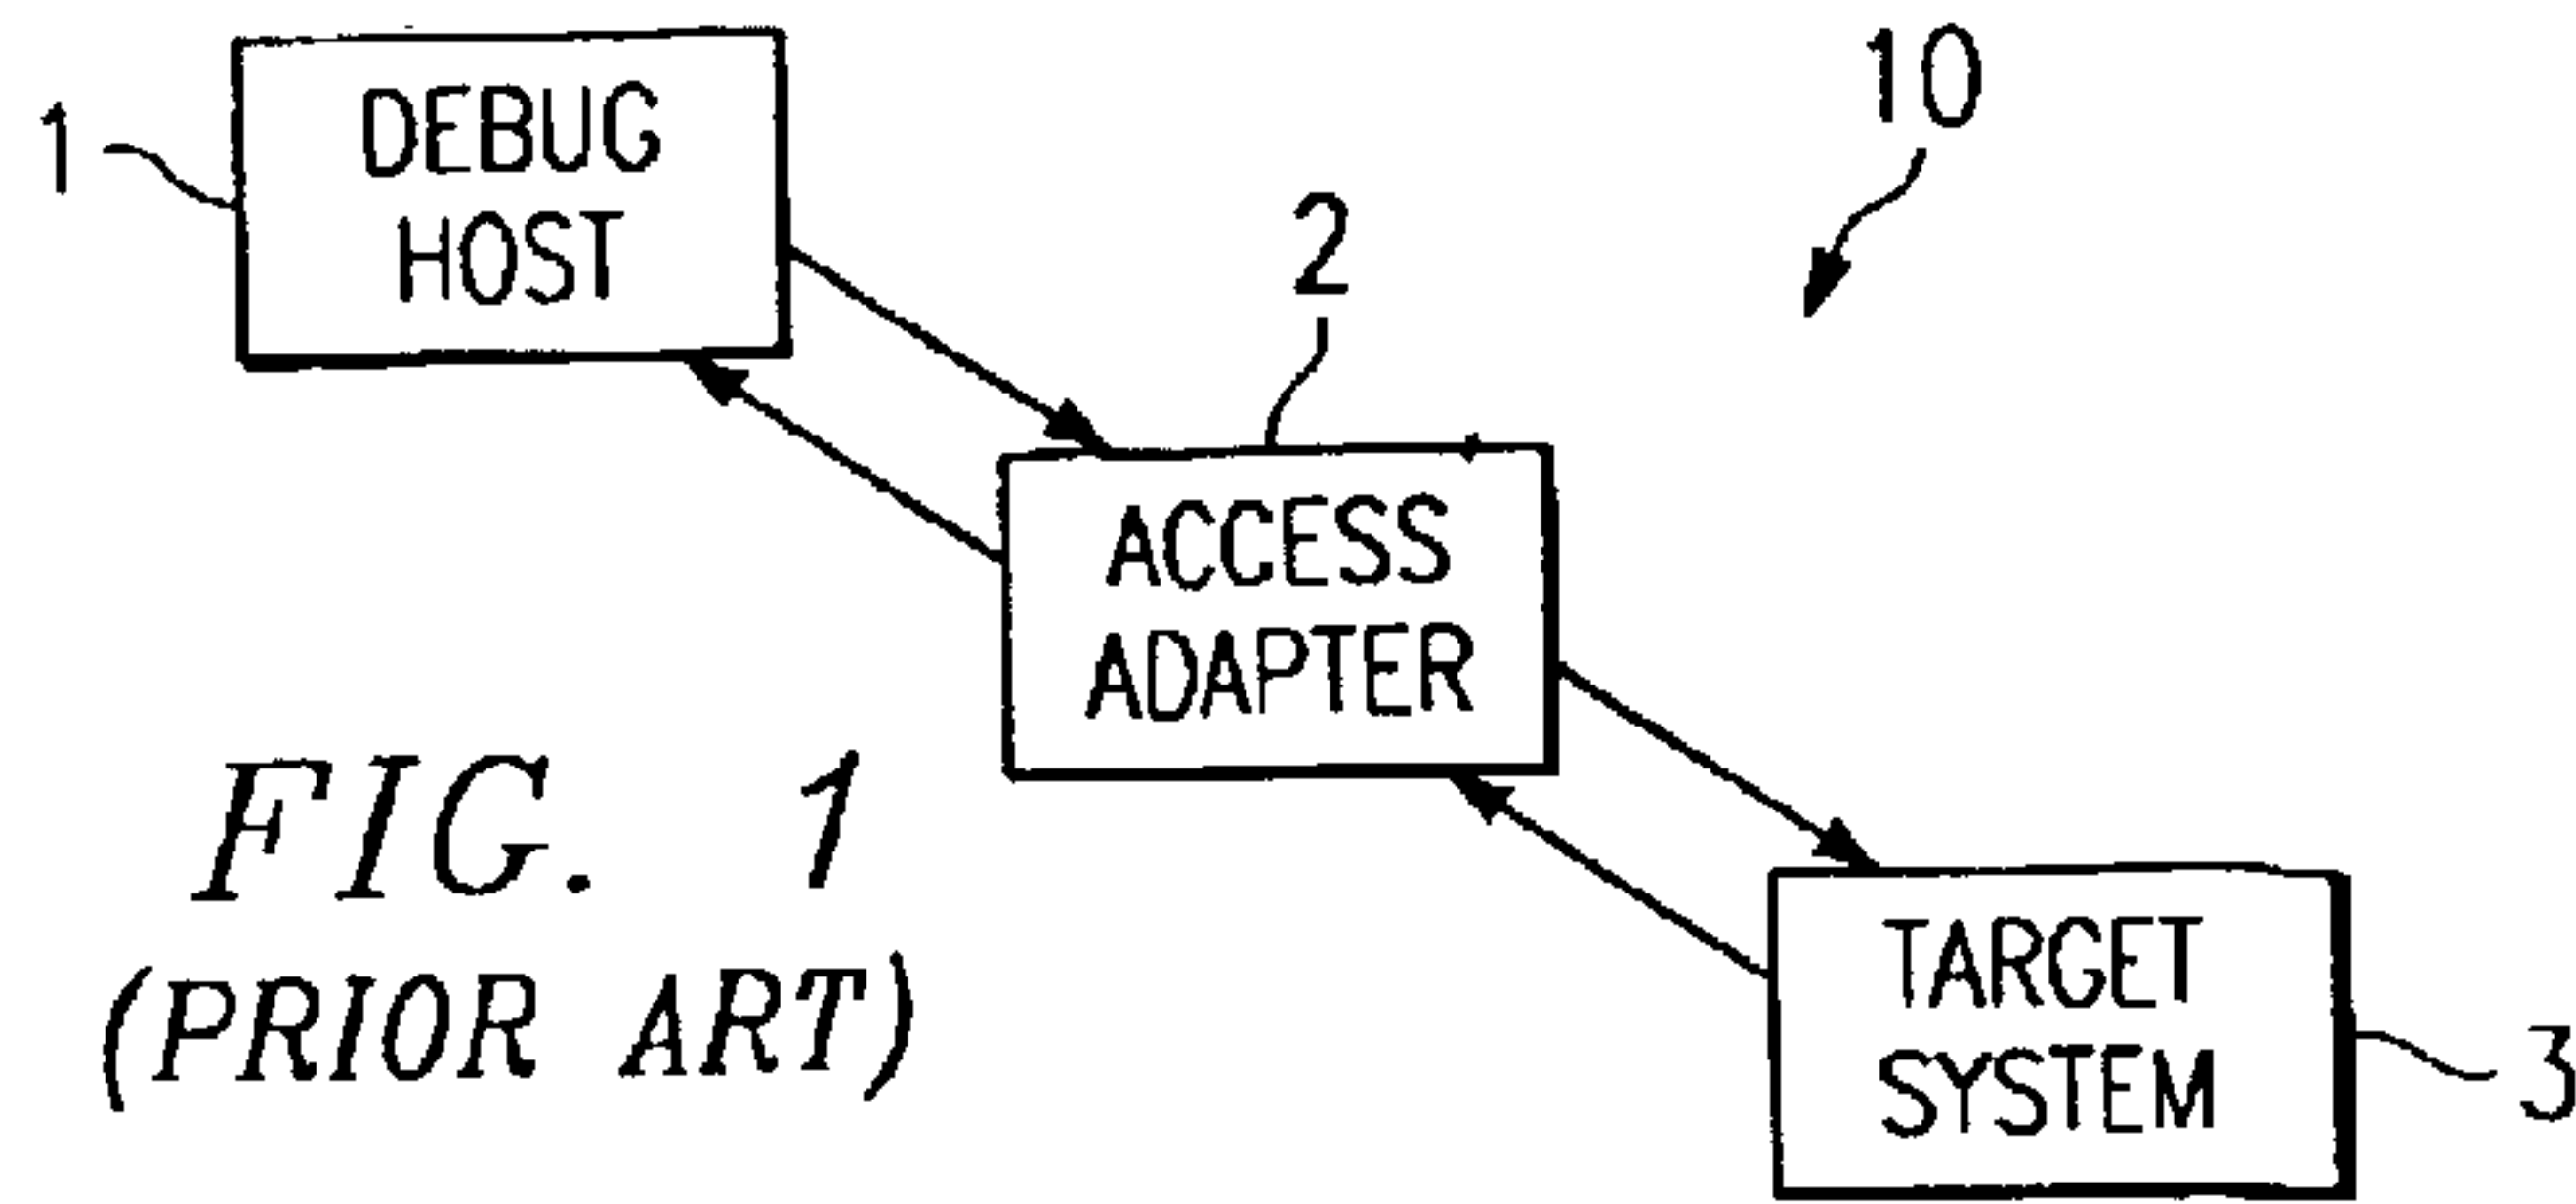 1
DEBUG
HOST
10
2
ACCESS
ADAPTER
FIG. 1
(PRIOR ART)
TARGET
SYSTEM
3